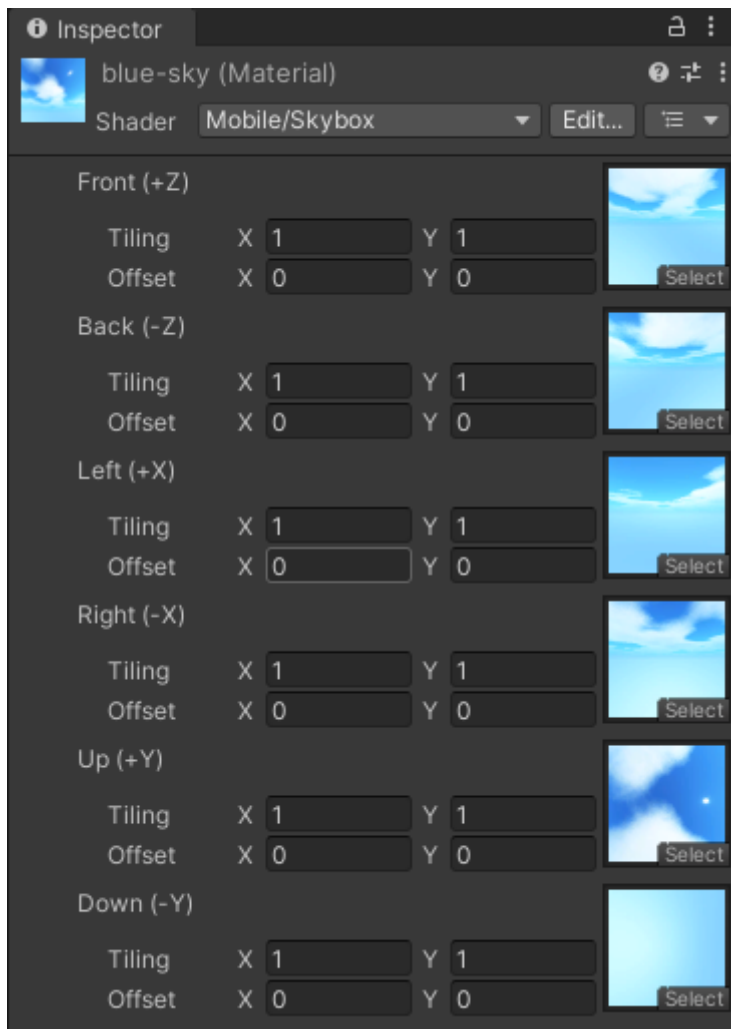 Inspector
blue-sky (Material)
Shader Mobile/Skybox Edit...
Front (+Z)
Tiling X 1 Y 1
Offset X 0 Y 0
Select
Back (-Z)
Tiling X 1 Y 1
Offset X 0 Y 0
Select
Left (+X)
Tiling X 1 Y 1
Offset X 0 Y 0
Select
Right (-X)
Tiling X 1 Y 1
Offset X 0 Y 0
Select
Up (+Y)
Tiling X 1 Y 1
Offset X 0 Y 0
Select
Down (-Y)
Tiling X 1 Y 1
Offset X 0 Y 0
Select